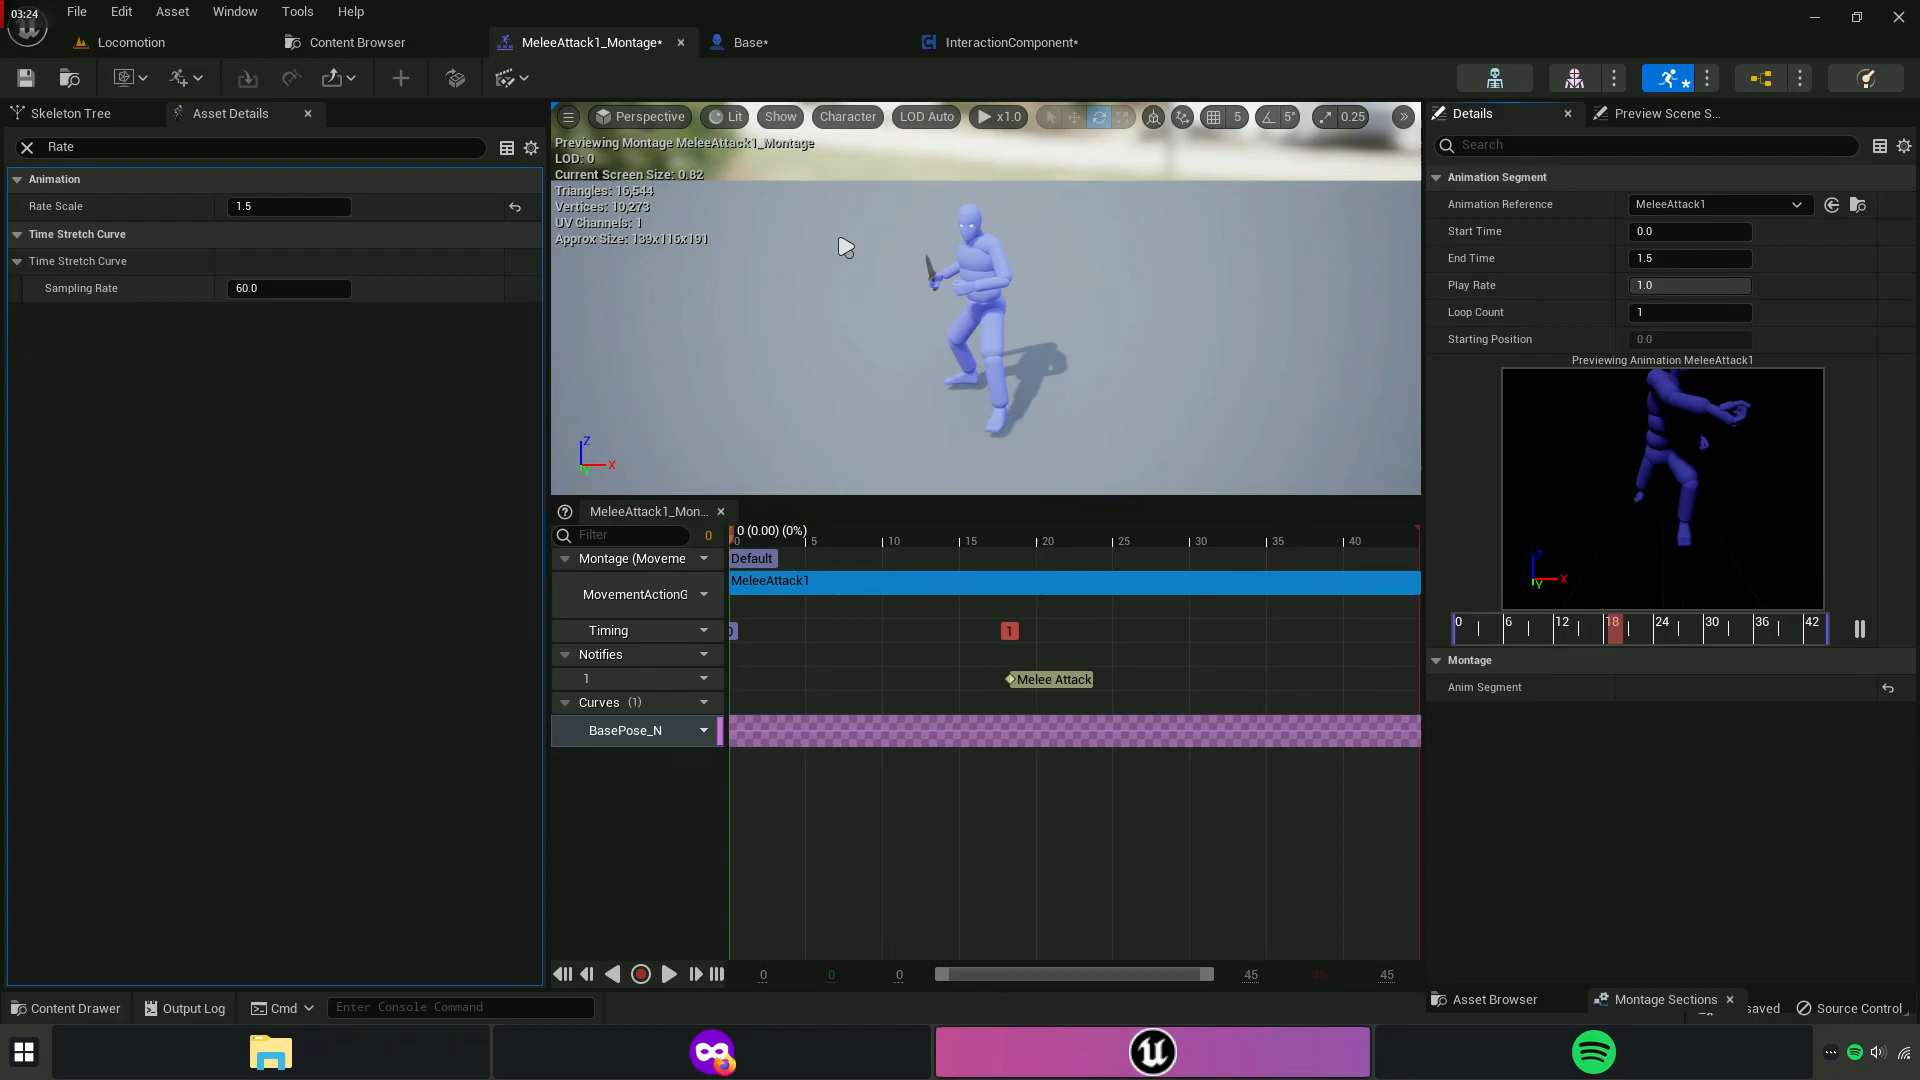 03:24
File Edit Asset Window Tools Help
Locomotion
Content Browser
MeleeAttack1_Montage*
Base*
InteractionComponent*
Skeleton Tree
Asset Details
Rate
Animation
Rate Scale 1.5
Time Stretch Curve
Time Stretch Curve
Sampling Rate 60.0
Perspective Lit Show Character LOD Auto x1.0 5 5° 0.25
Previewing Montage MeleeAttack1_Montage
LOD: 0
Current Screen Size: 0.82
Triangles: 16,544
Vertices: 10,273
UV Channels: 1
Approx Size: 139x116x191
Z
X
Y
MeleeAttack1_Mon...
Filter 0
0 (0.00) (0%)
0 5 10 15 20 25 30 35 40
Montage (Moveme
Default
MeleeAttack1
MovementActionG
Timing
0 1
Notifies
1
Melee Attack
Curves (1)
BasePose_N
0 0 0 45 45 45
Details
Preview Scene S...
Search
Animation Segment
Animation Reference MeleeAttack1
Start Time 0.0
End Time 1.5
Play Rate 1.0
Loop Count 1
Starting Position 0.0
Previewing Animation MeleeAttack1
Z
X
Y
0 6 12 18 24 30 36 42
Montage
Anim Segment
Asset Browser
Montage Sections
Content Drawer
Output Log
Cmd
Enter Console Command
saved
Source Control